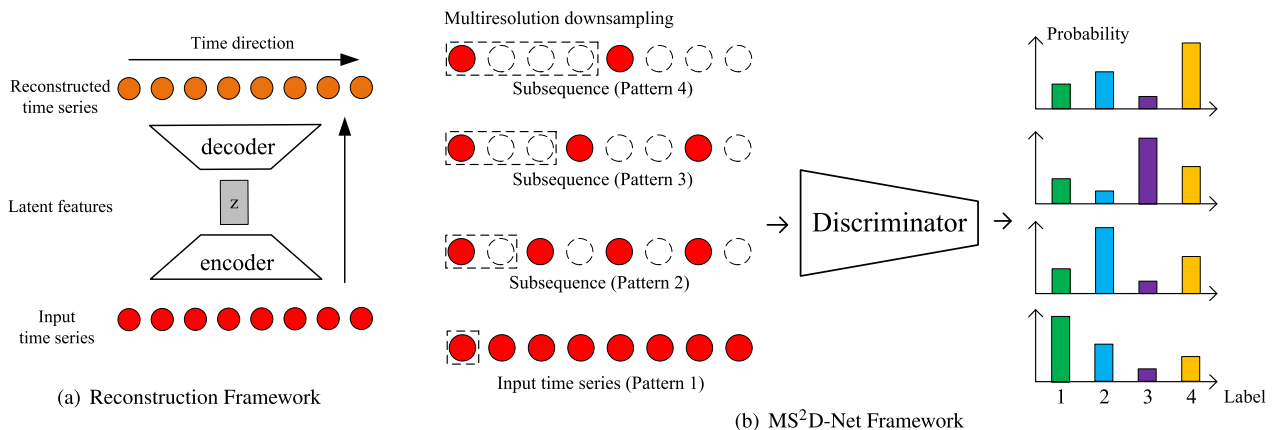 Time direction
Reconstructed
time series
decoder
Latent features
z
encoder
Input
time series
(a) Reconstruction Framework
Multiresolution downsampling
Subsequence (Pattern 4)
Subsequence (Pattern 3)
Subsequence (Pattern 2)
Input time series (Pattern 1)
Discriminator
Probability
1 2 3 4 Label
(b) MS²D-Net Framework